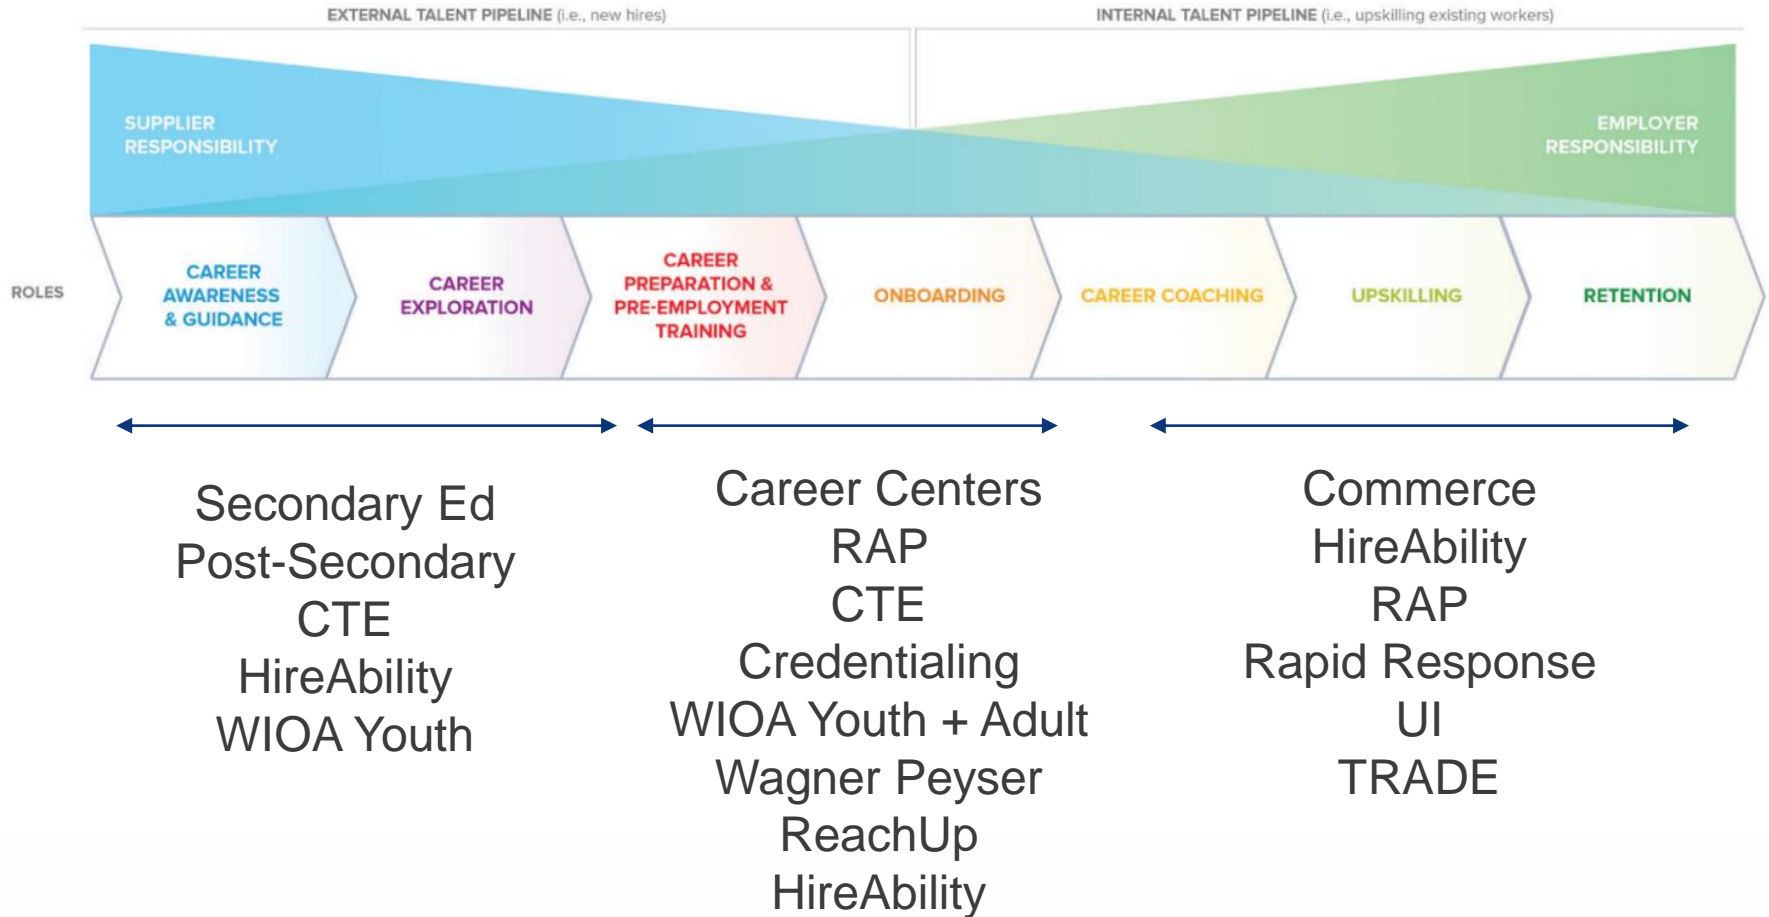 EXTERNAL TALENT PIPELINE (i.e., new hires)
INTERNAL TALENT PIPELINE (i.e., upskilling existing workers)
SUPPLIER
RESPONSIBILITY
EMPLOYER
RESPONSIBILITY
ROLES
CAREER
AWARENESS
& GUIDANCE
CAREER
EXPLORATION
CAREER
PREPARATION &
PRE-EMPLOYMENT
TRAINING
ONBOARDING
CAREER COACHING
UPSKILLING
RETENTION
Secondary Ed
Post-Secondary
CTE
HireAbility
WIOA Youth
Career Centers
RAP
CTE
Credentialing
WIOA Youth + Adult
Wagner Peyser
ReachUp
HireAbility
Commerce
HireAbility
RAP
Rapid Response
UI
TRADE